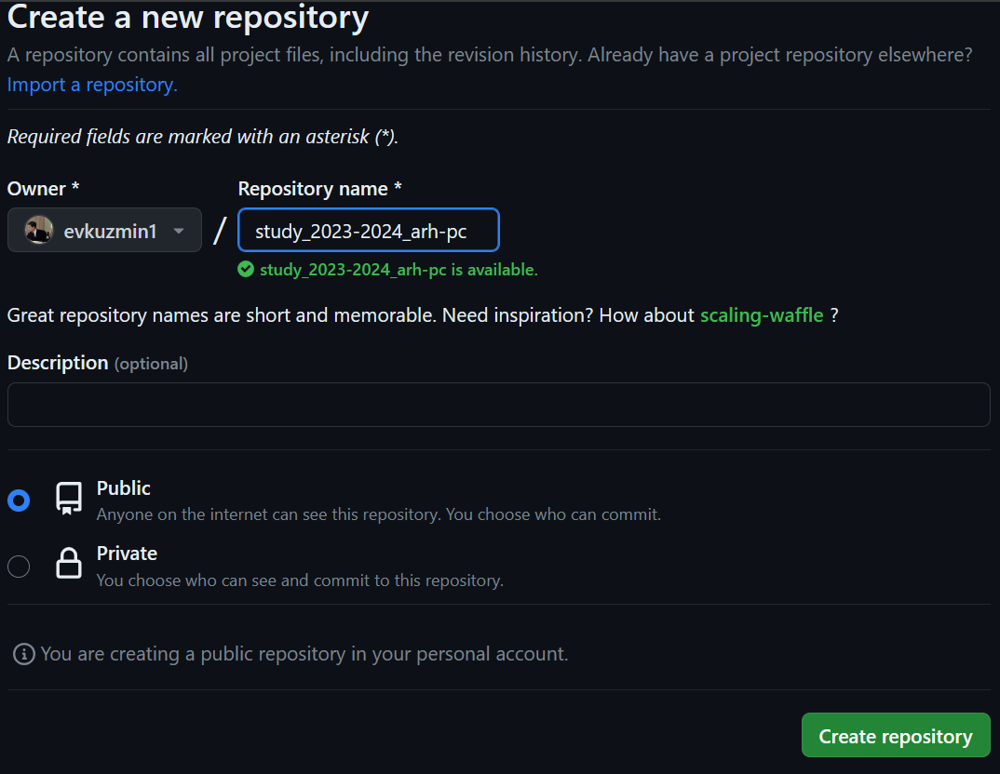 Create a new repository
A repository contains all project files, including the revision history. Already have a project repository elsewhere?
Import a repository.
Required fields are marked with an asterisk (*).
Owner * Repository name *
evkuzmin1 / study_2023-2024_arh-pc
study_2023-2024_arh-pc is available.
Great repository names are short and memorable. Need inspiration? How about scaling-waffle ?
Description (optional)
Public
Anyone on the internet can see this repository. You choose who can commit.
Private
You choose who can see and commit to this repository.
You are creating a public repository in your personal account.
Create repository